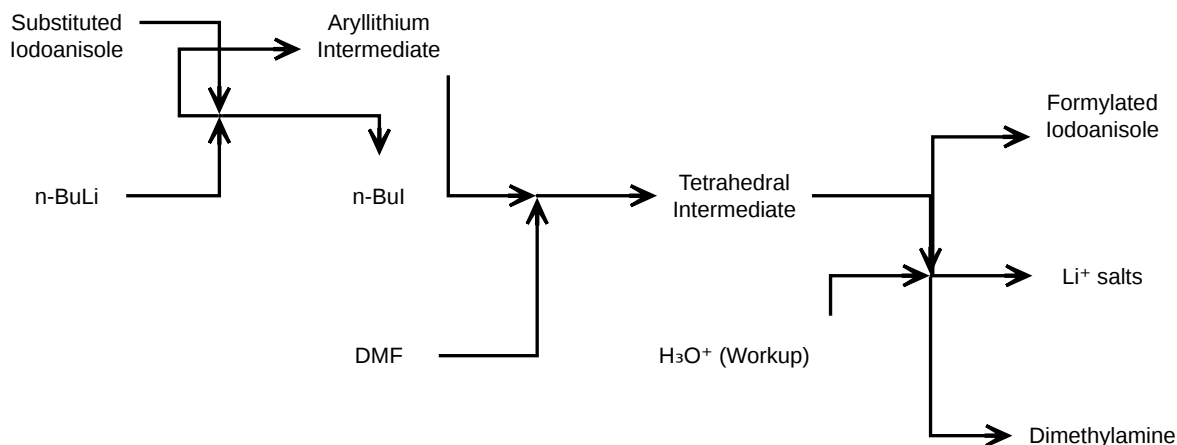 Substituted
Iodoanisole
Aryllithium
Intermediate
n-BuLi
n-BuI
DMF
Tetrahedral
Intermediate
H₃O⁺ (Workup)
Formylated
Iodoanisole
Li⁺ salts
Dimethylamine